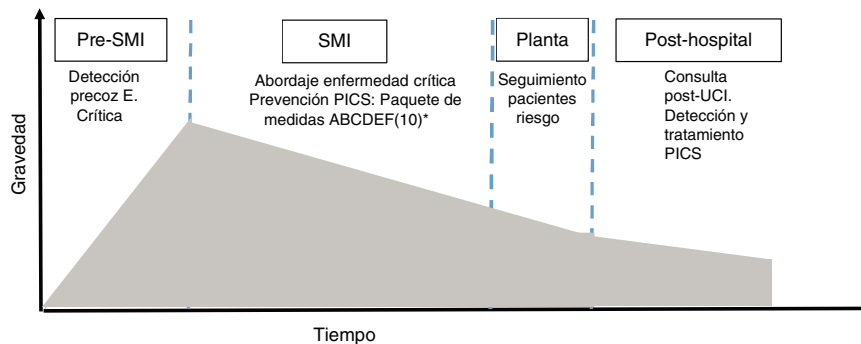 Pre-SMI
SMI
Planta
Post-hospital
Detección
precoz E.
Crítica
Abordaje enfermedad crítica
Prevención PICS: Paquete de
medidas ABCDEF(10)*
Seguimiento
pacientes
riesgo
Consulta
post-UCI.
Detección y
tratamiento
PICS
Gravedad
Tiempo